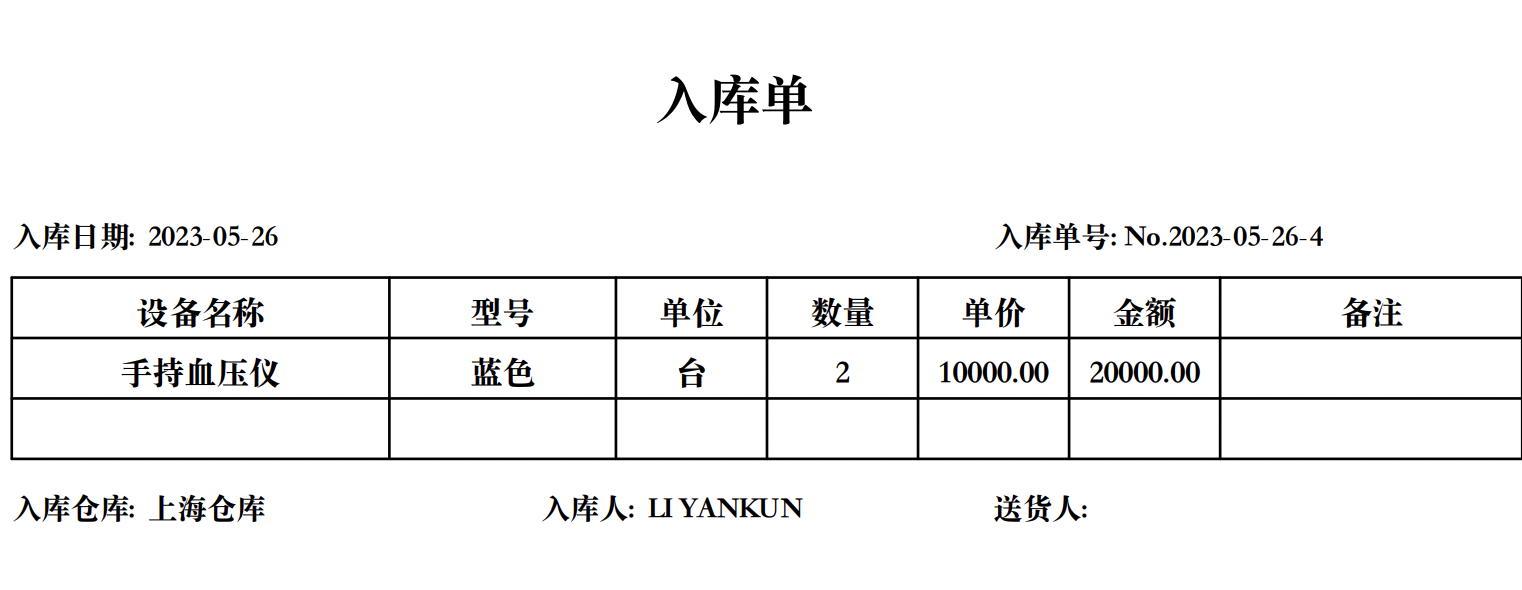 入库单
入库日期: 2023-05-26 入库单号: No.2023-05-26-4
设备名称 型号 单位 数量 单价 金额 备注
手持血压仪 蓝色 台 2 10000.00 20000.00
入库仓库: 上海仓库 入库人: LI YANKUN 送货人: